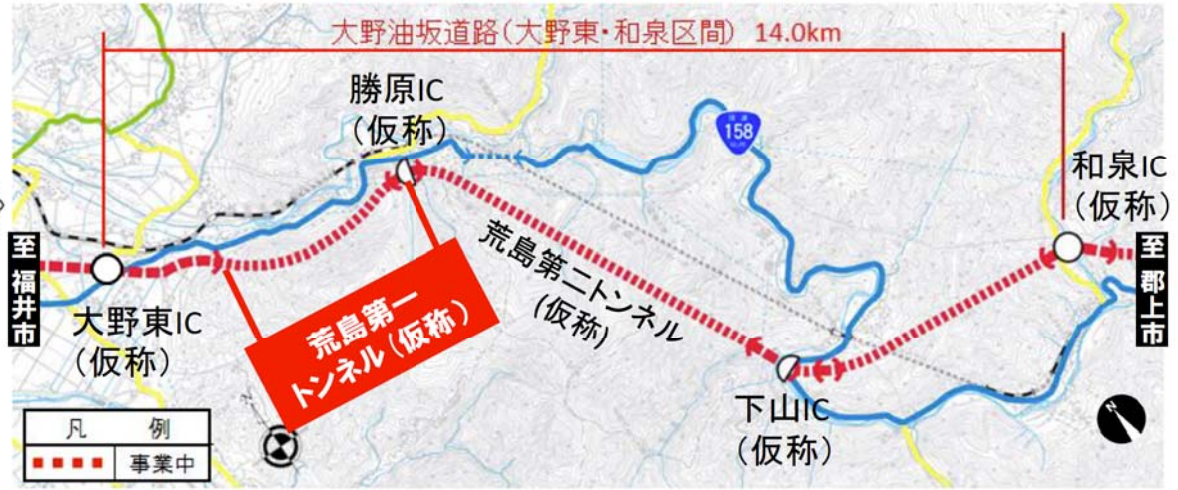 大野油坂道路(大野東・和泉区間) 14.0km
勝原IC
(仮称)
158
和泉IC
(仮称)
至 福井市
大野東IC
(仮称)
荒島第一
トンネル(仮称)
荒島第二トンネル
(仮称)
至 郡上市
下山IC
(仮称)
凡 例
事業中